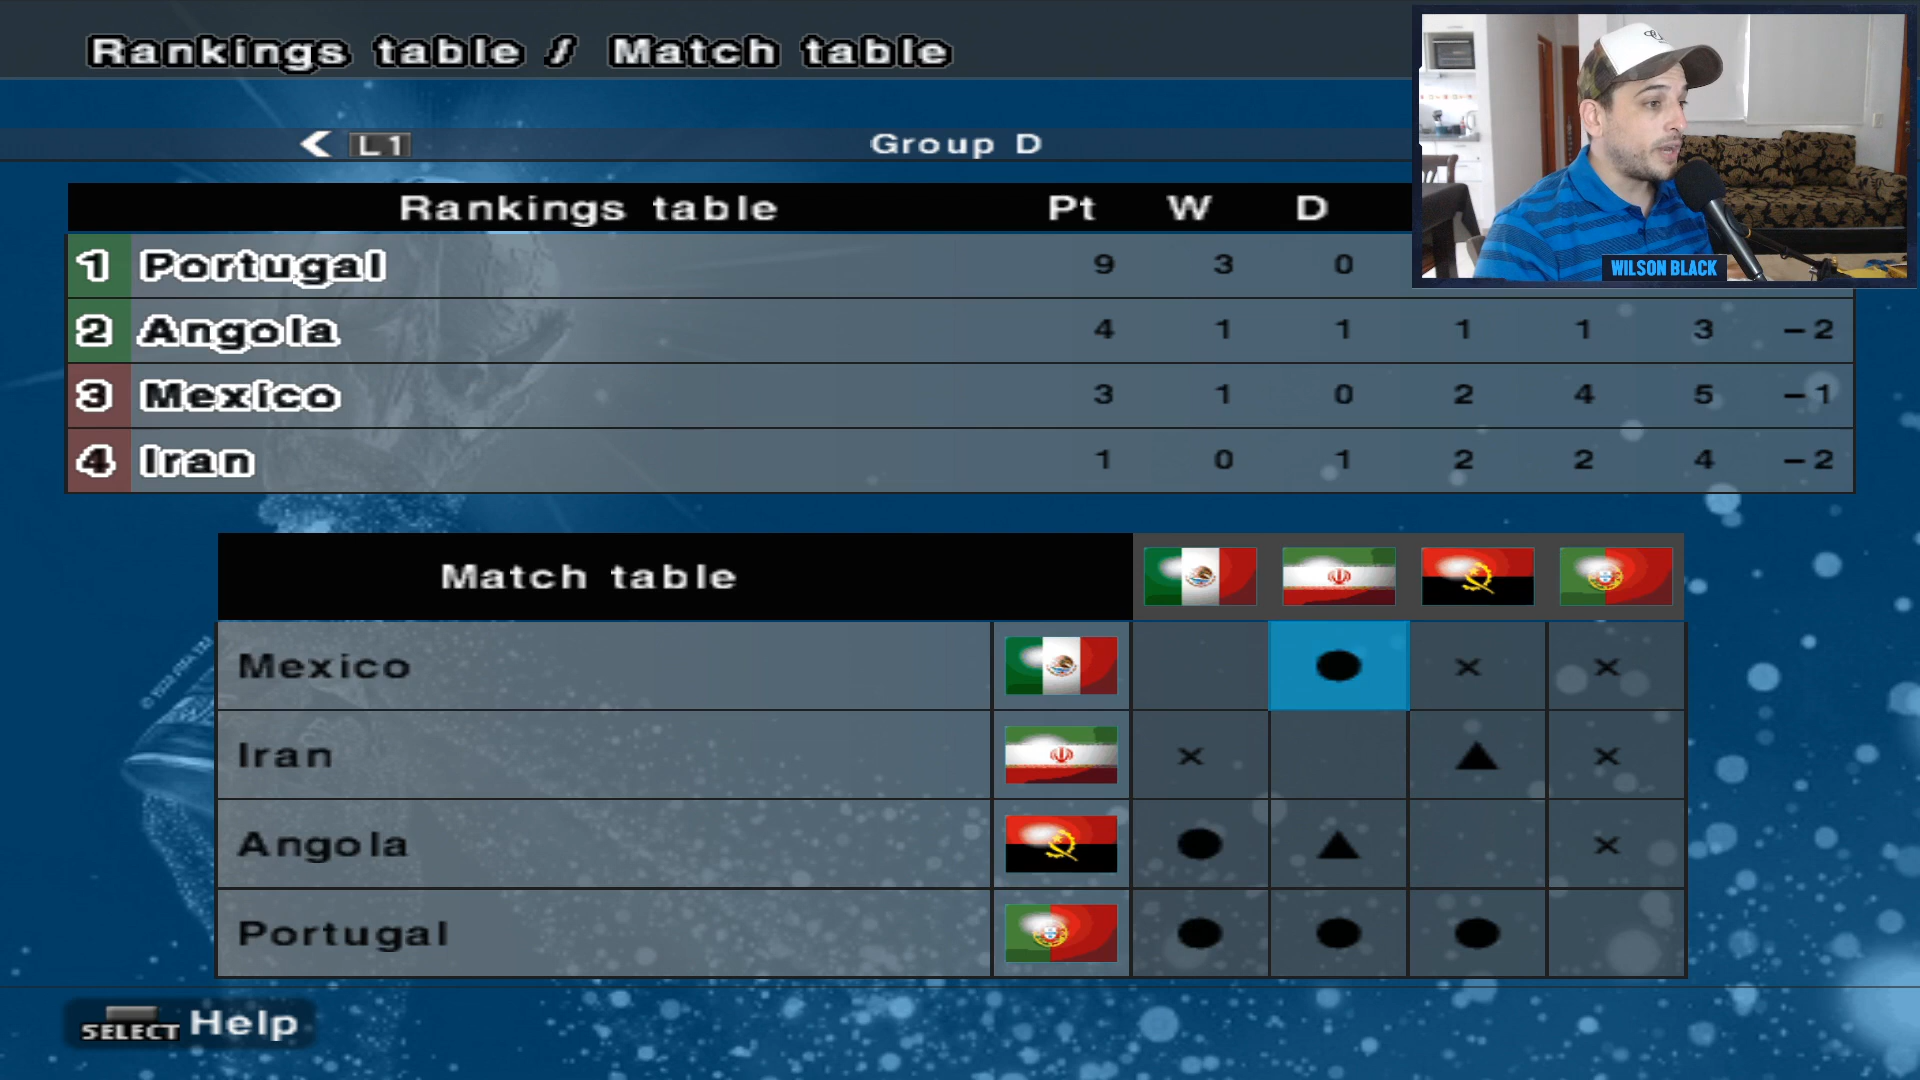 Rankings table / Match table
L1 Group D
Rankings table Pt W D
1 Portugal 9 3 0
2 Angola 4 1 1 1 1 3 -2
3 Mexico 3 1 0 2 4 5 -1
4 Iran 1 0 1 2 2 4 -2
Match table
Mexico
Iran
Angola
Portugal
SELECT Help
WILSON BLACK